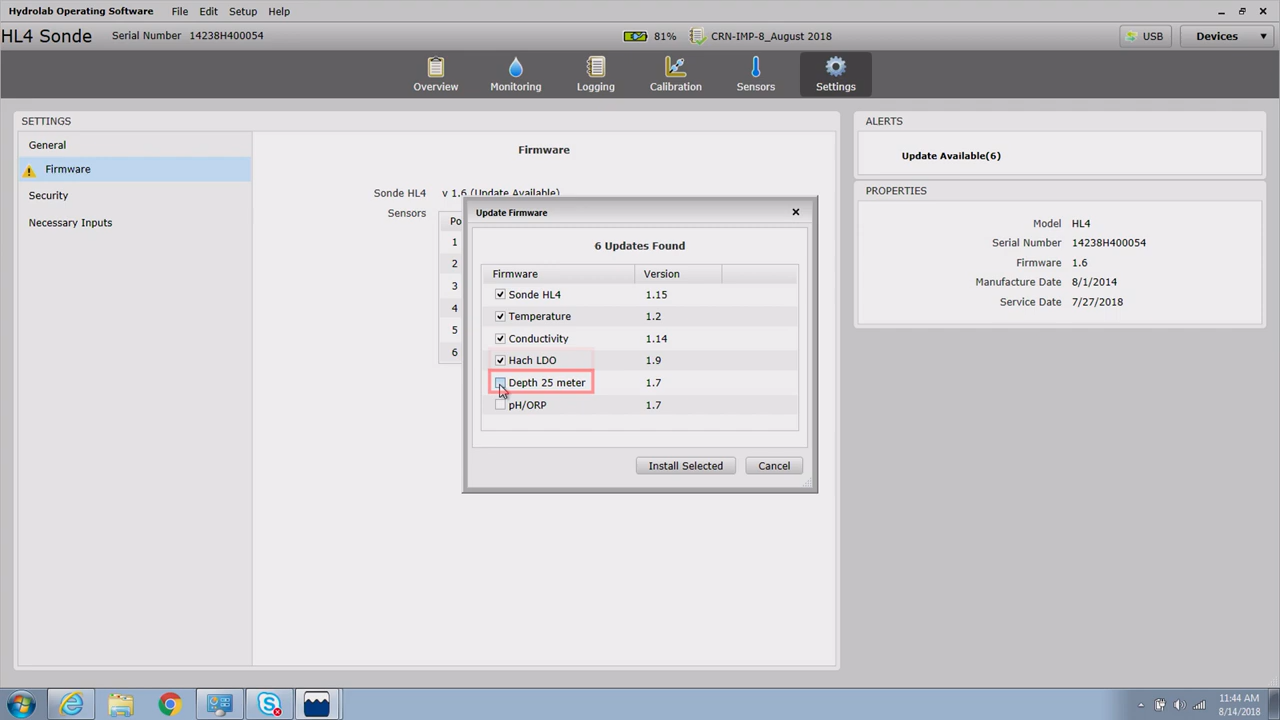 Hydrolab Operating Software File Edit Setup Help
HL4 Sonde Serial Number 14238H400054 81% CRN-IMP-8_August 2018 USB Devices
Overview Monitoring Logging Calibration Sensors Settings
SETTINGS
General
Firmware
Security
Necessary Inputs
Firmware
Sonde HL4 v 1.6 (Update Available)
Sensors
Po
1
2
3
4
5
6
Update Firmware
6 Updates Found
Firmware Version
Sonde HL4 1.15
Temperature 1.2
Conductivity 1.14
Hach LDO 1.9
Depth 25 meter 1.7
pH/ORP 1.7
Install Selected Cancel
ALERTS
Update Available(6)
PROPERTIES
Model HL4
Serial Number 14238H400054
Firmware 1.6
Manufacture Date 8/1/2014
Service Date 7/27/2018
11:44 AM
8/14/2018